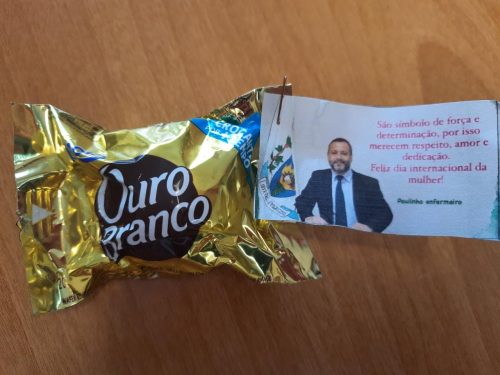 Ouro
Branco
São símbolo de força e
determinação, por isso
merecem respeito, amor e
dedicação.
Feliz dia internacional da
mulher!
Paulinho enfermeiro